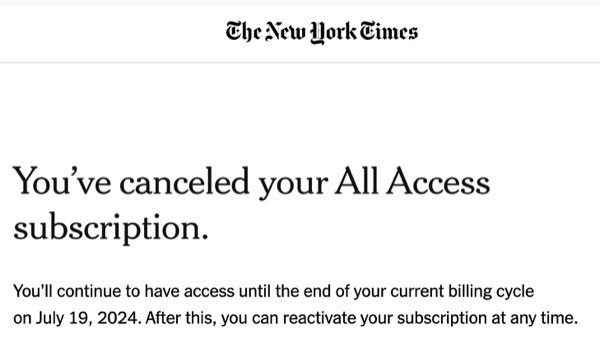 The New York Times
You’ve canceled your All Access
subscription.
You'll continue to have access until the end of your current billing cycle
on July 19, 2024. After this, you can reactivate your subscription at any time.